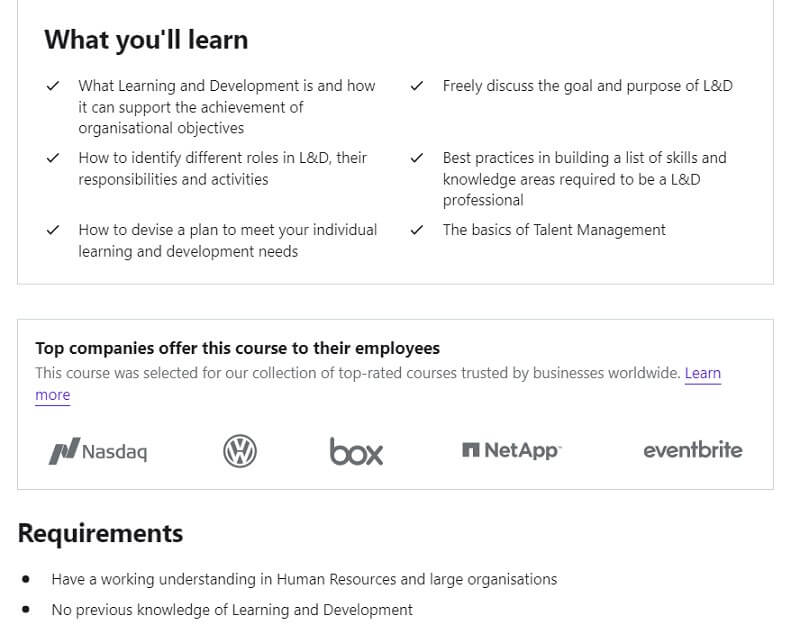 What you'll learn
What Learning and Development is and how
it can support the achievement of
organisational objectives
Freely discuss the goal and purpose of L&D
How to identify different roles in L&D, their
responsibilities and activities
Best practices in building a list of skills and
knowledge areas required to be a L&D
professional
How to devise a plan to meet your individual
learning and development needs
The basics of Talent Management
Top companies offer this course to their employees
This course was selected for our collection of top-rated courses trusted by businesses worldwide. Learn
more
Nasdaq
VW
box
NetApp
eventbrite
Requirements
Have a working understanding in Human Resources and large organisations
No previous knowledge of Learning and Development